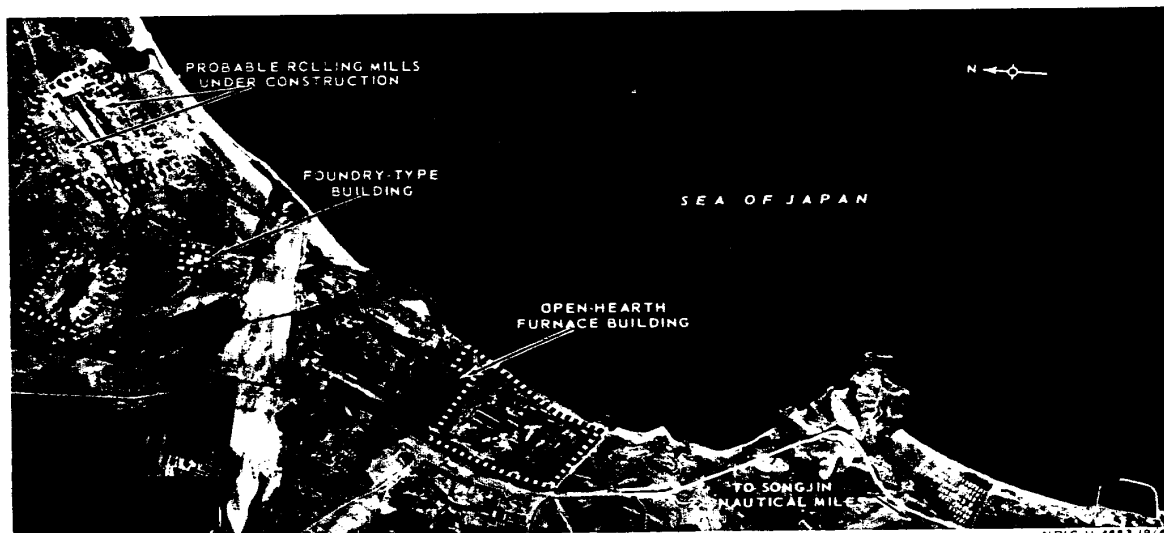 PROBABLE ROLLING MILLS
UNDER CONSTRUCTION
N
FOUNDRY-TYPE
BUILDING
SEA OF JAPAN
OPEN-HEARTH
FURNACE BUILDING
TO SONGJIN
NAUTICAL MILES